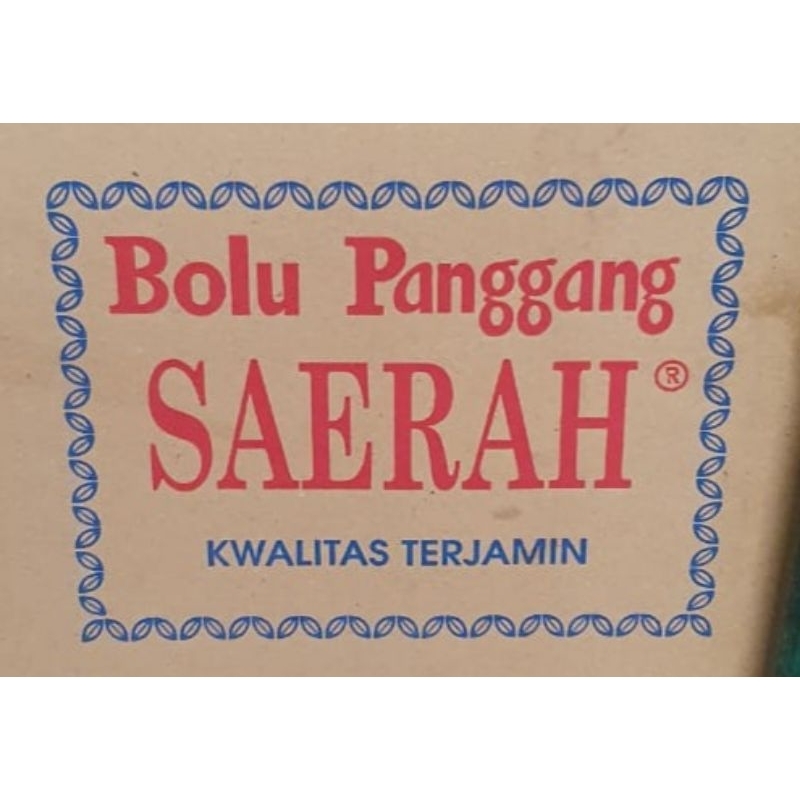 Bolu Panggang
SAERAH®
KWALITAS TERJAMIN